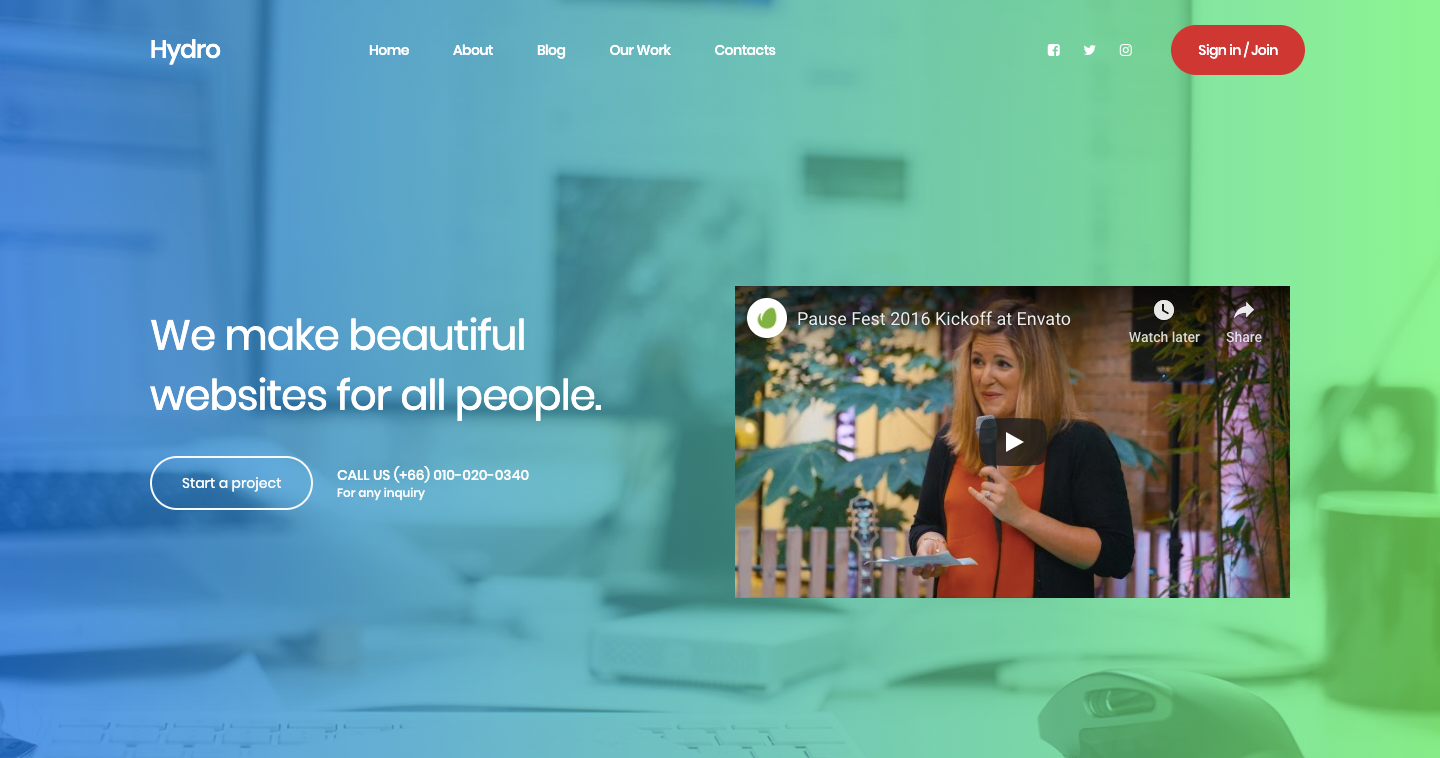 Hydro
Home
About
Blog
Our Work
Contacts
Sign in / Join
We make beautiful
websites for all people.
Start a project
CALL US (+66) 010-020-0340
For any inquiry
Pause Fest 2016 Kickoff at Envato
Watch later
Share